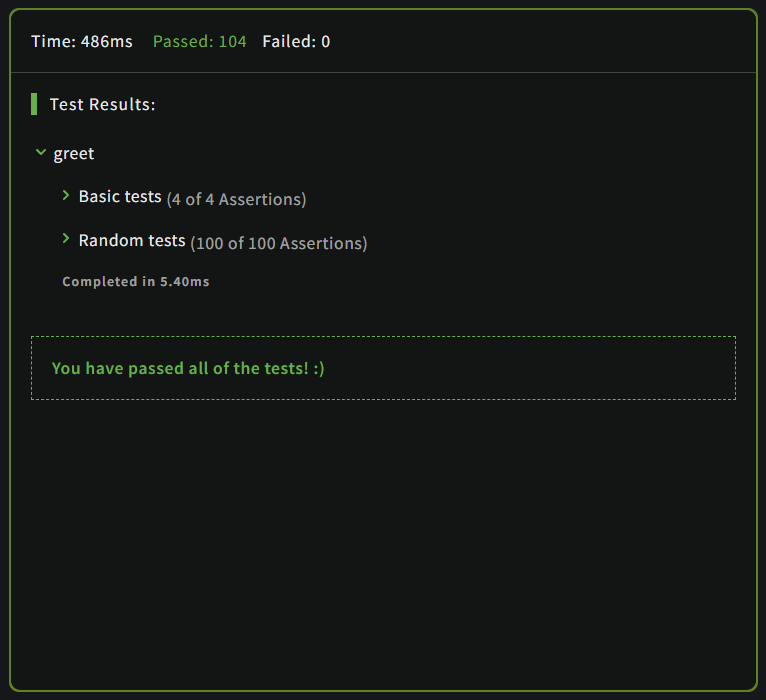 Time: 486ms Passed: 104 Failed: 0
Test Results:
greet
Basic tests (4 of 4 Assertions)
Random tests (100 of 100 Assertions)
Completed in 5.40ms
You have passed all of the tests! :)